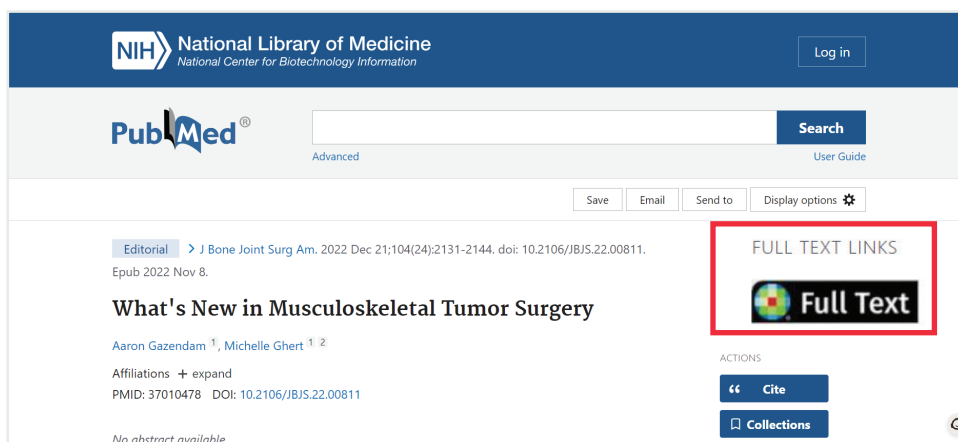 NIH National Library of Medicine
National Center for Biotechnology Information
Log in
PubMed®
Search
Advanced
User Guide
Save Email Send to Display options
Editorial > J Bone Joint Surg Am. 2022 Dec 21;104(24):2131-2144. doi: 10.2106/JBJS.22.00811.
Epub 2022 Nov 8.
What's New in Musculoskeletal Tumor Surgery
Aaron Gazendam 1, Michelle Ghert 1 2
Affiliations + expand
PMID: 37010478 DOI: 10.2106/JBJS.22.00811
No abstract available
FULL TEXT LINKS
Full Text
ACTIONS
Cite
Collections